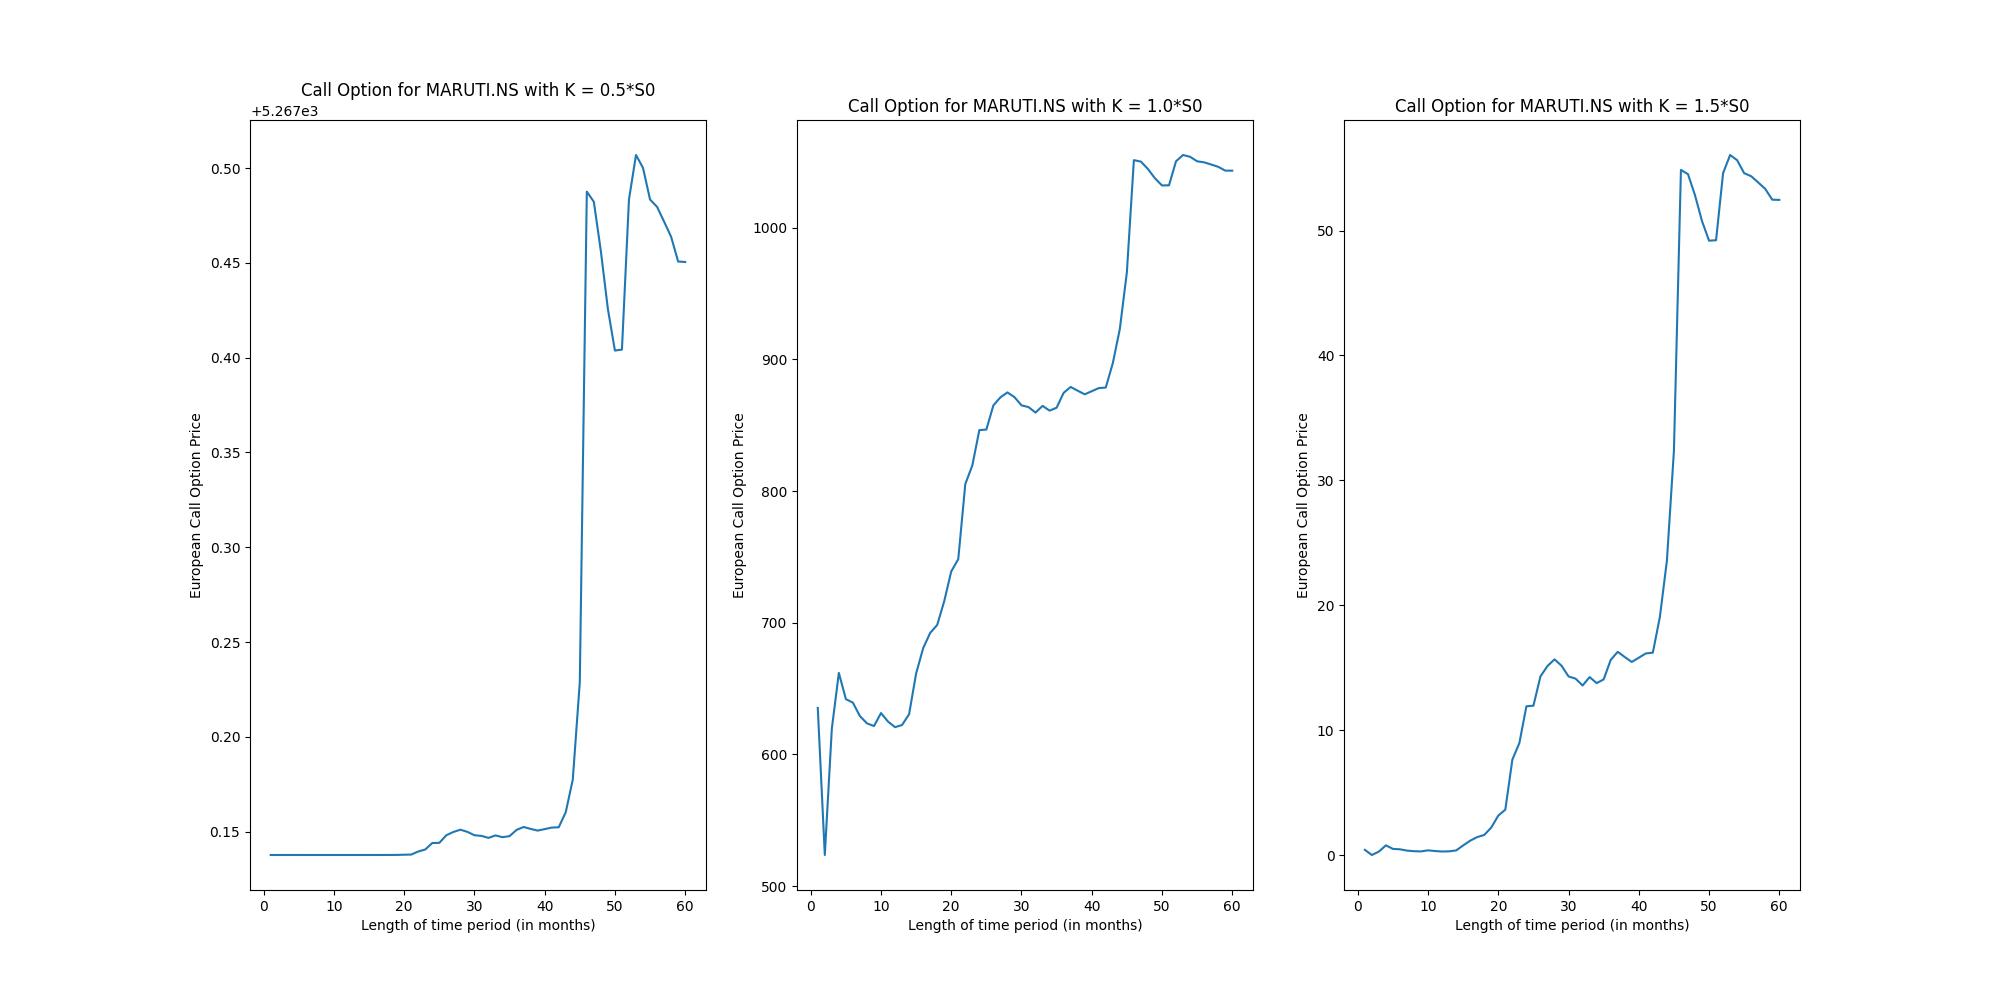 Call Option for MARUTI.NS with K = 0.5*S0
+5.267e3
0.50
0.45
0.40
0.35
0.30
0.25
0.20
0.15
European Call Option Price
0 10 20 30 40 50 60
Length of time period (in months)
Call Option for MARUTI.NS with K = 1.0*S0
1000
900
800
700
600
500
European Call Option Price
0 10 20 30 40 50 60
Length of time period (in months)
Call Option for MARUTI.NS with K = 1.5*S0
50
40
30
20
10
0
European Call Option Price
0 10 20 30 40 50 60
Length of time period (in months)